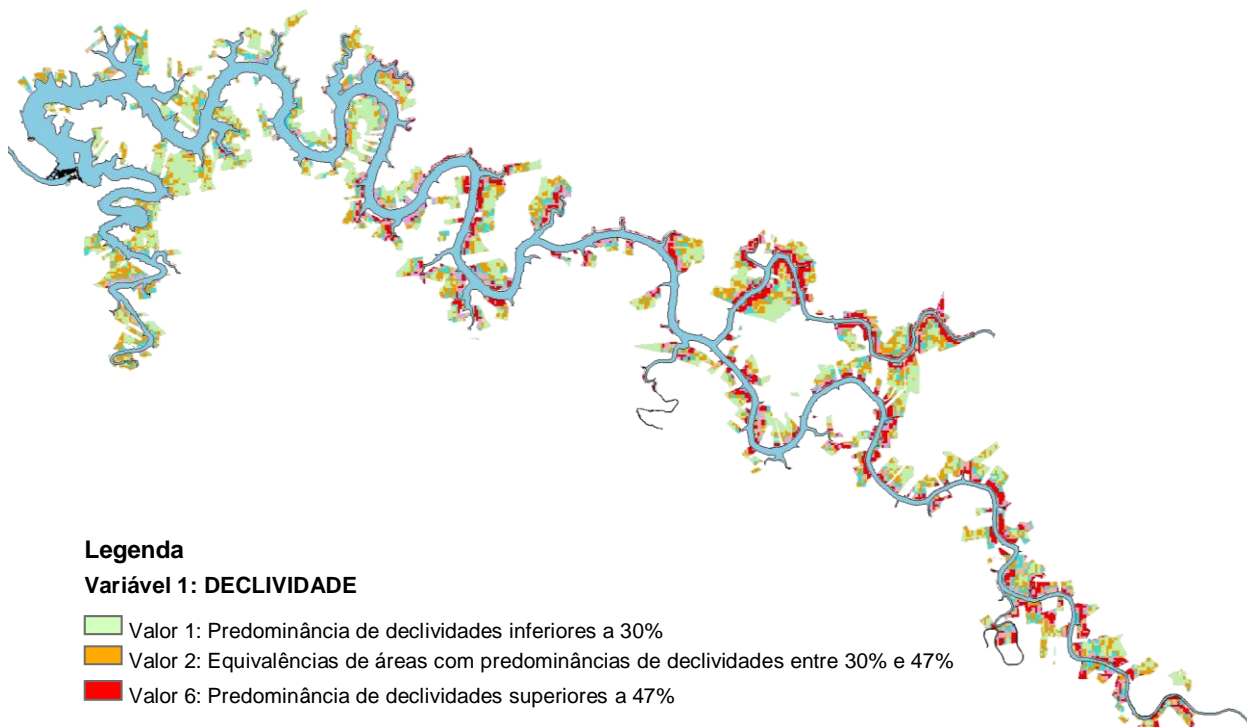 Legenda
Variável 1: DECLIVIDADE
Valor 1: Predominância de declividades inferiores a 30%
Valor 2: Equivalências de áreas com predominâncias de declividades entre 30% e 47%
Valor 6: Predominância de declividades superiores a 47%